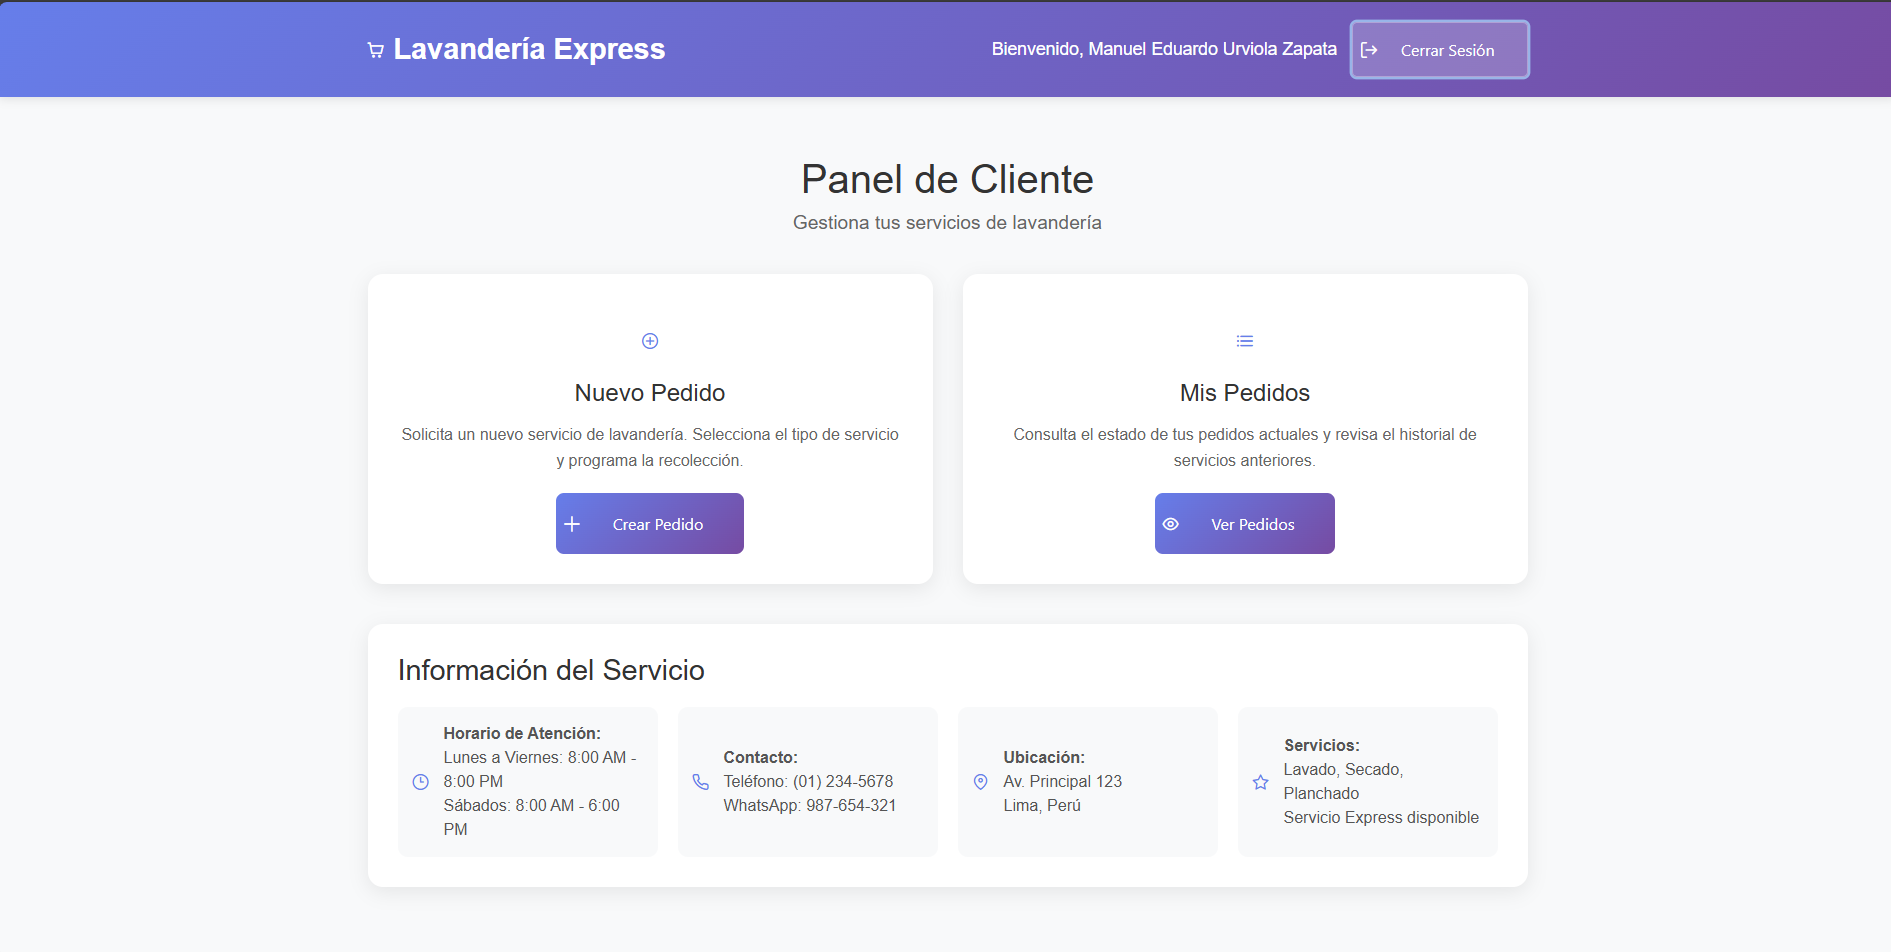 Lavandería Express
Bienvenido, Manuel Eduardo Urviola Zapata
Cerrar Sesión
Panel de Cliente
Gestiona tus servicios de lavandería
Nuevo Pedido
Solicita un nuevo servicio de lavandería. Selecciona el tipo de servicio
y programa la recolección.
Crear Pedido
Mis Pedidos
Consulta el estado de tus pedidos actuales y revisa el historial de
servicios anteriores.
Ver Pedidos
Información del Servicio
Horario de Atención:
Lunes a Viernes: 8:00 AM -
8:00 PM
Sábados: 8:00 AM - 6:00
PM
Contacto:
Teléfono: (01) 234-5678
WhatsApp: 987-654-321
Ubicación:
Av. Principal 123
Lima, Perú
Servicios:
Lavado, Secado,
Planchado
Servicio Express disponible